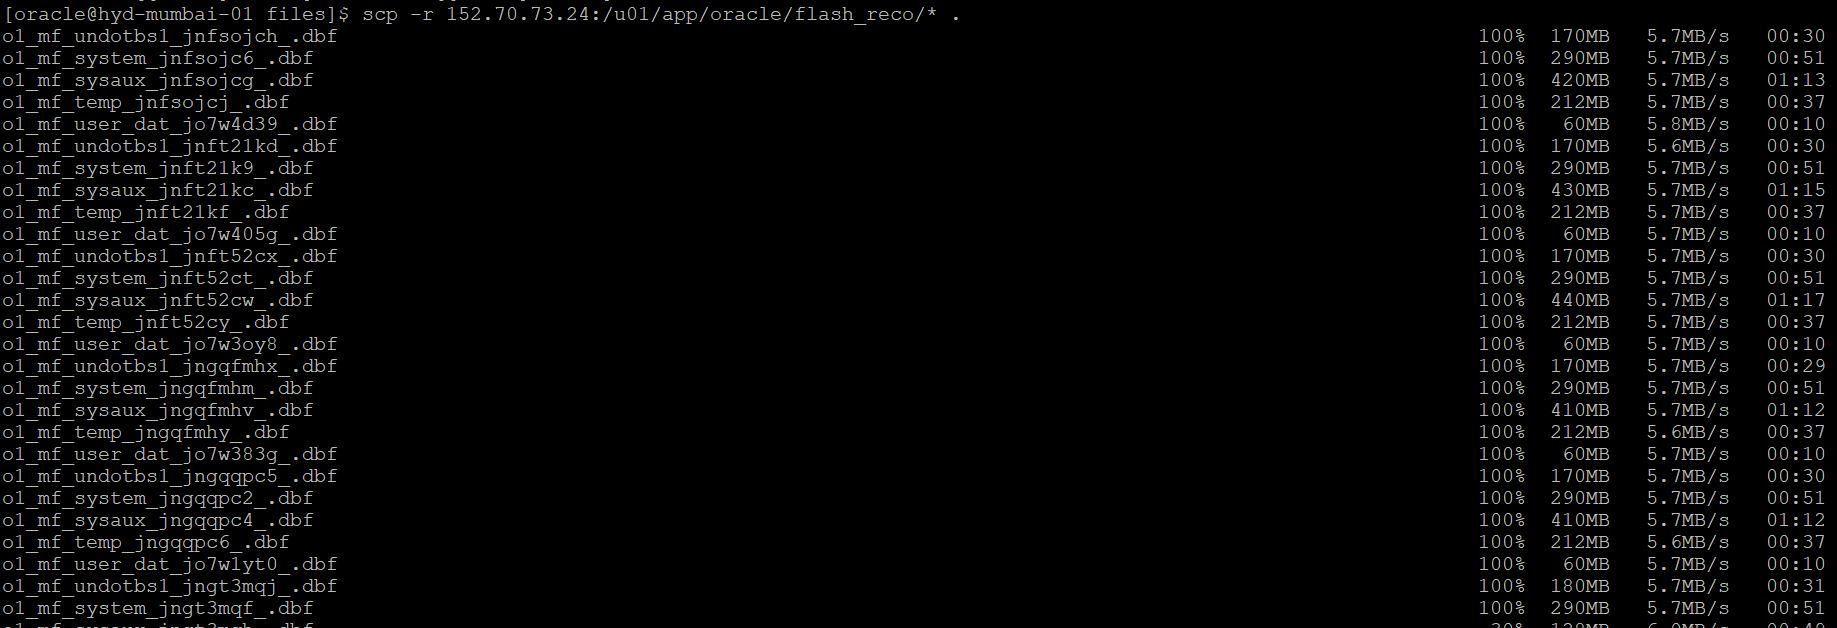 [oracle@hyd-mumbai-01 files]$ scp -r 152.70.73.24:/u01/app/oracle/flash_reco/* .
o1_mf_undotbs1_jnfsojch_.dbf 100% 170MB 5.7MB/s 00:30
o1_mf_system_jnfsojc6_.dbf 100% 290MB 5.7MB/s 00:51
o1_mf_sysaux_jnfsojcg_.dbf 100% 420MB 5.7MB/s 01:13
o1_mf_temp_jnfsojcj_.dbf 100% 212MB 5.7MB/s 00:37
o1_mf_user_dat_jo7w4d39_.dbf 100% 60MB 5.8MB/s 00:10
o1_mf_undotbs1_jnft21kd_.dbf 100% 170MB 5.6MB/s 00:30
o1_mf_system_jnft21k9_.dbf 100% 290MB 5.7MB/s 00:51
o1_mf_sysaux_jnft21kc_.dbf 100% 430MB 5.7MB/s 01:15
o1_mf_temp_jnft21kf_.dbf 100% 212MB 5.7MB/s 00:37
o1_mf_user_dat_jo7w405g_.dbf 100% 60MB 5.7MB/s 00:10
o1_mf_undotbs1_jnft52cx_.dbf 100% 170MB 5.7MB/s 00:30
o1_mf_system_jnft52ct_.dbf 100% 290MB 5.7MB/s 00:51
o1_mf_sysaux_jnft52cw_.dbf 100% 440MB 5.7MB/s 01:17
o1_mf_temp_jnft52cy_.dbf 100% 212MB 5.7MB/s 00:37
o1_mf_user_dat_jo7w3oy8_.dbf 100% 60MB 5.7MB/s 00:10
o1_mf_undotbs1_jngqfmhx_.dbf 100% 170MB 5.7MB/s 00:29
o1_mf_system_jngqfmhm_.dbf 100% 290MB 5.7MB/s 00:51
o1_mf_sysaux_jngqfmhv_.dbf 100% 410MB 5.7MB/s 01:12
o1_mf_temp_jngqfmhy_.dbf 100% 212MB 5.6MB/s 00:37
o1_mf_user_dat_jo7w383g_.dbf 100% 60MB 5.7MB/s 00:10
o1_mf_undotbs1_jngqqpc5_.dbf 100% 170MB 5.7MB/s 00:30
o1_mf_system_jngqqpc2_.dbf 100% 290MB 5.7MB/s 00:51
o1_mf_sysaux_jngqqpc4_.dbf 100% 410MB 5.7MB/s 01:12
o1_mf_temp_jngqqpc6_.dbf 100% 212MB 5.6MB/s 00:37
o1_mf_user_dat_jo7w1yt0_.dbf 100% 60MB 5.7MB/s 00:10
o1_mf_undotbs1_jngt3mqj_.dbf 100% 180MB 5.7MB/s 00:31
o1_mf_system_jngt3mqf_.dbf 100% 290MB 5.7MB/s 00:51